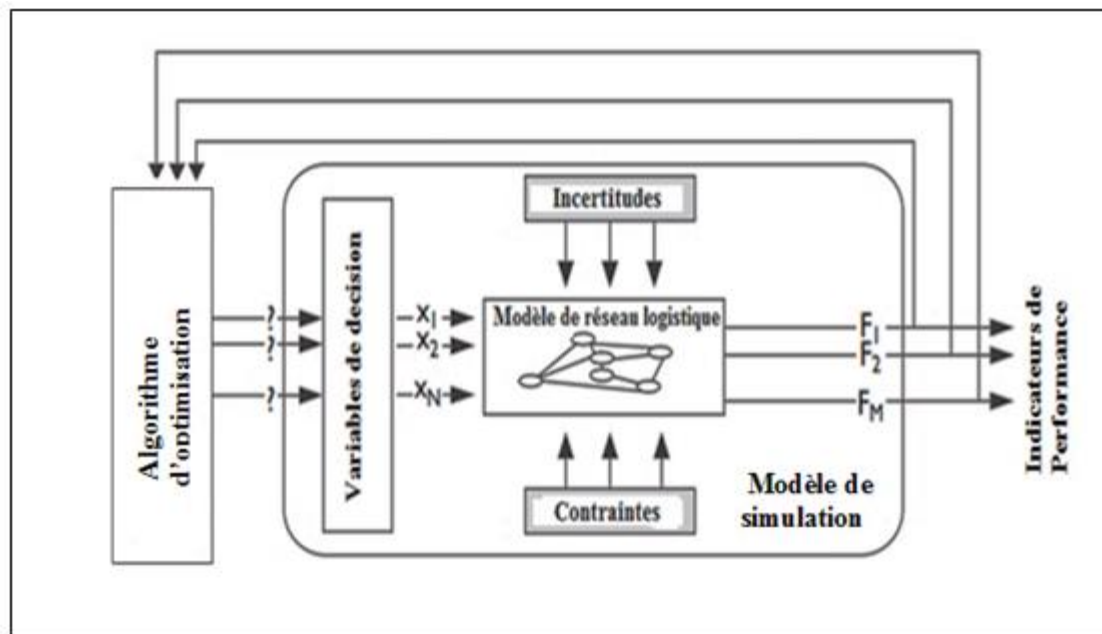 Algorithme
d'optimisation
?
?
?
Variables de decision
X1
X2
XN
Incertitudes
Modèle de réseau logistique
Contraintes
Modèle de
simulation
F1
F2
FM
Indicateurs de
Performance